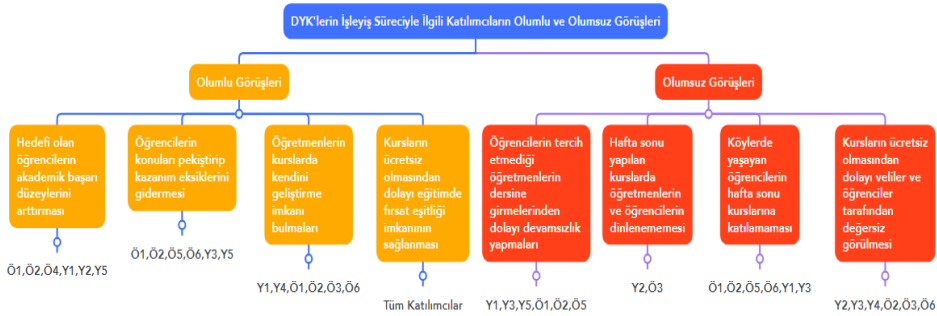 DYK'lerin İşleyiş Süreciyle İlgili Katılımcıların Olumlu ve Olumsuz Görüşleri
Olumlu Görüşleri
Olumsuz Görüşleri
Hedefi olan
öğrencilerin
akademik başarı
düzeylerini
arttırması
Öğrencilerin
konuları pekiştirip
kazanım eksiklerini
gidermesi
Öğretmenlerin
kurslarda
kendini
geliştirme
imkanı
bulmaları
Kursların
ücretsiz
olmasından
dolayı eğitimde
fırsat eşitliği
imkanının
sağlanması
Öğrencilerin tercih
etmediği
öğretmenlerin
dersine
girmelerinden
dolayı devamsızlık
yapmaları
Hafta sonu
yapılan
kurslarda
öğretmenlerin
ve öğrencilerin
dinlenememesi
Köylerde
yaşayan
öğrencilerin
hafta sonu
kurslarına
katılamaması
Kursların ücretsiz
olmasından
dolayı veliler ve
öğrenciler
tarafından
değersiz
görülmesi
Ö1,Ö2,Ö4,Y1,Y2,Y5
Ö1,Ö2,Ö5,Ö6,Y3,Y5
Y1,Y4,Ö1,Ö2,Ö3,Ö6
Tüm Katılımcılar
Y1,Y3,Y5,Ö1,Ö2,Ö5
Y2,Ö3
Ö1,Ö2,Ö5,Ö6,Y1,Y3
Y2,Y3,Y4,Ö2,Ö3,Ö6